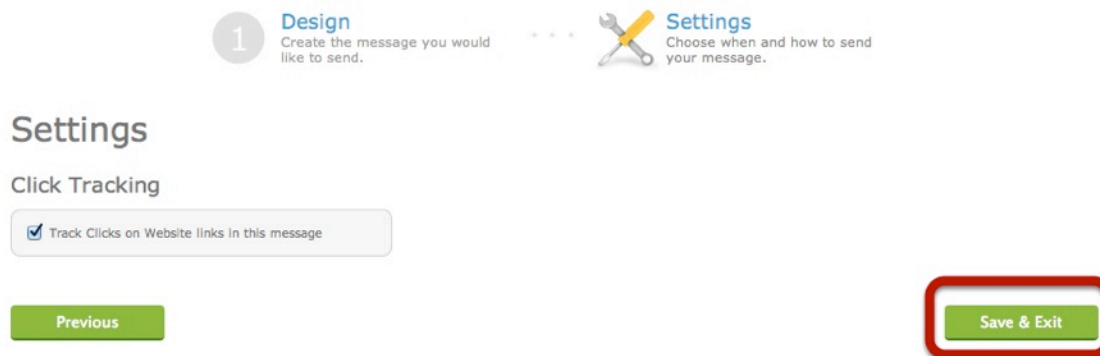 1
Design
Create the message you would
like to send.
Settings
Choose when and how to send
your message.
Settings
Click Tracking
Track Clicks on Website links in this message
Previous
Save & Exit